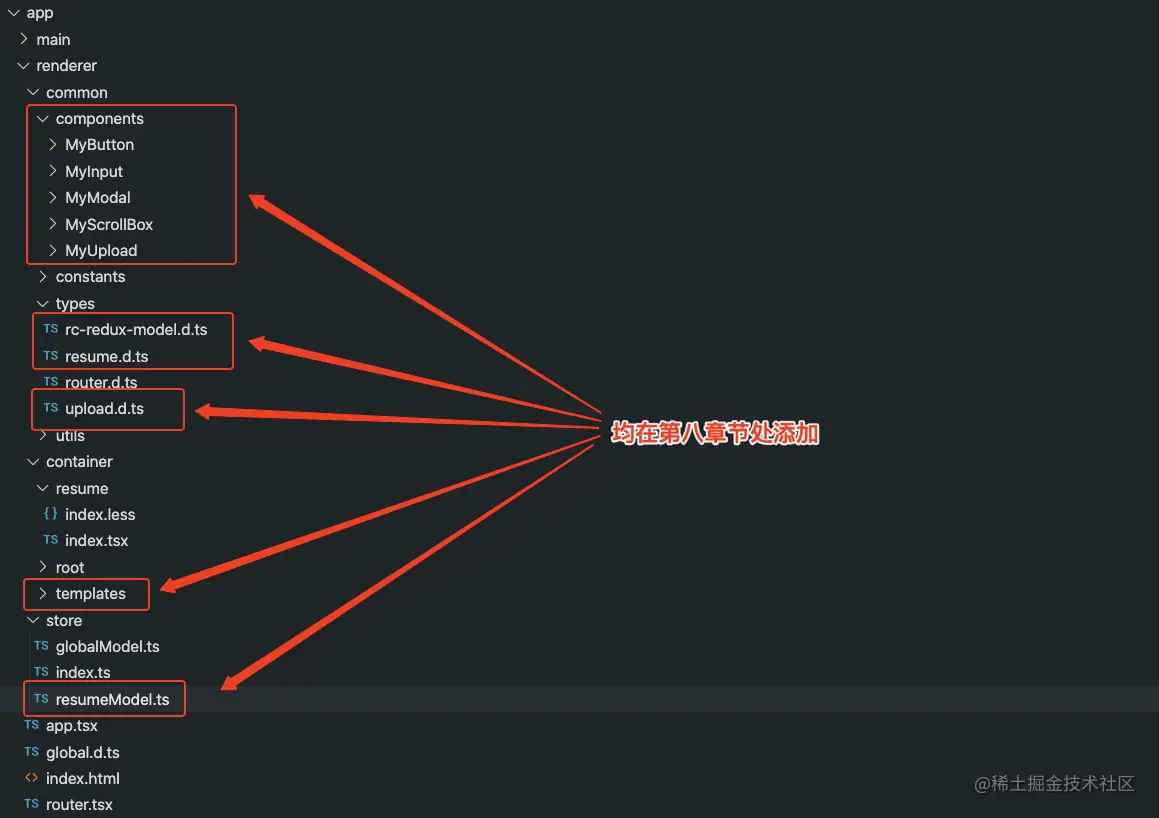 app
main
renderer
common
components
MyButton
MyInput
MyModal
MyScrollBox
MyUpload
constants
types
TS rc-redux-model.d.ts
TS resume.d.ts
TS router.d.ts
TS upload.d.ts
utils
均在第八章节处添加
container
resume
{} index.less
TS index.tsx
root
templates
store
TS globalModel.ts
TS index.ts
TS resumeModel.ts
TS app.tsx
TS global.d.ts
<> index.html
TS router.tsx
@稀土掘金技术社区